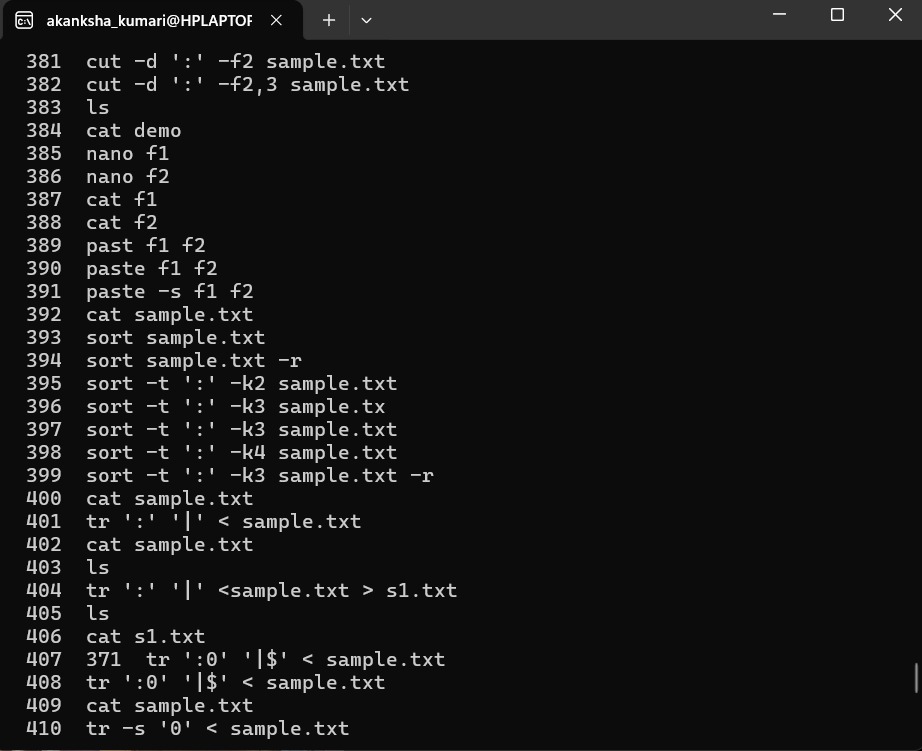 akanksha_kumari@HPLAPTOP
381 cut -d ':' -f2 sample.txt
382 cut -d ':' -f2,3 sample.txt
383 ls
384 cat demo
385 nano f1
386 nano f2
387 cat f1
388 cat f2
389 past f1 f2
390 paste f1 f2
391 paste -s f1 f2
392 cat sample.txt
393 sort sample.txt
394 sort sample.txt -r
395 sort -t ':' -k2 sample.txt
396 sort -t ':' -k3 sample.tx
397 sort -t ':' -k3 sample.txt
398 sort -t ':' -k4 sample.txt
399 sort -t ':' -k3 sample.txt -r
400 cat sample.txt
401 tr ':' '|' < sample.txt
402 cat sample.txt
403 ls
404 tr ':' '|' <sample.txt > s1.txt
405 ls
406 cat s1.txt
407 371  tr ':0' '|$' < sample.txt
408 tr ':0' '|$' < sample.txt
409 cat sample.txt
410 tr -s '0' < sample.txt